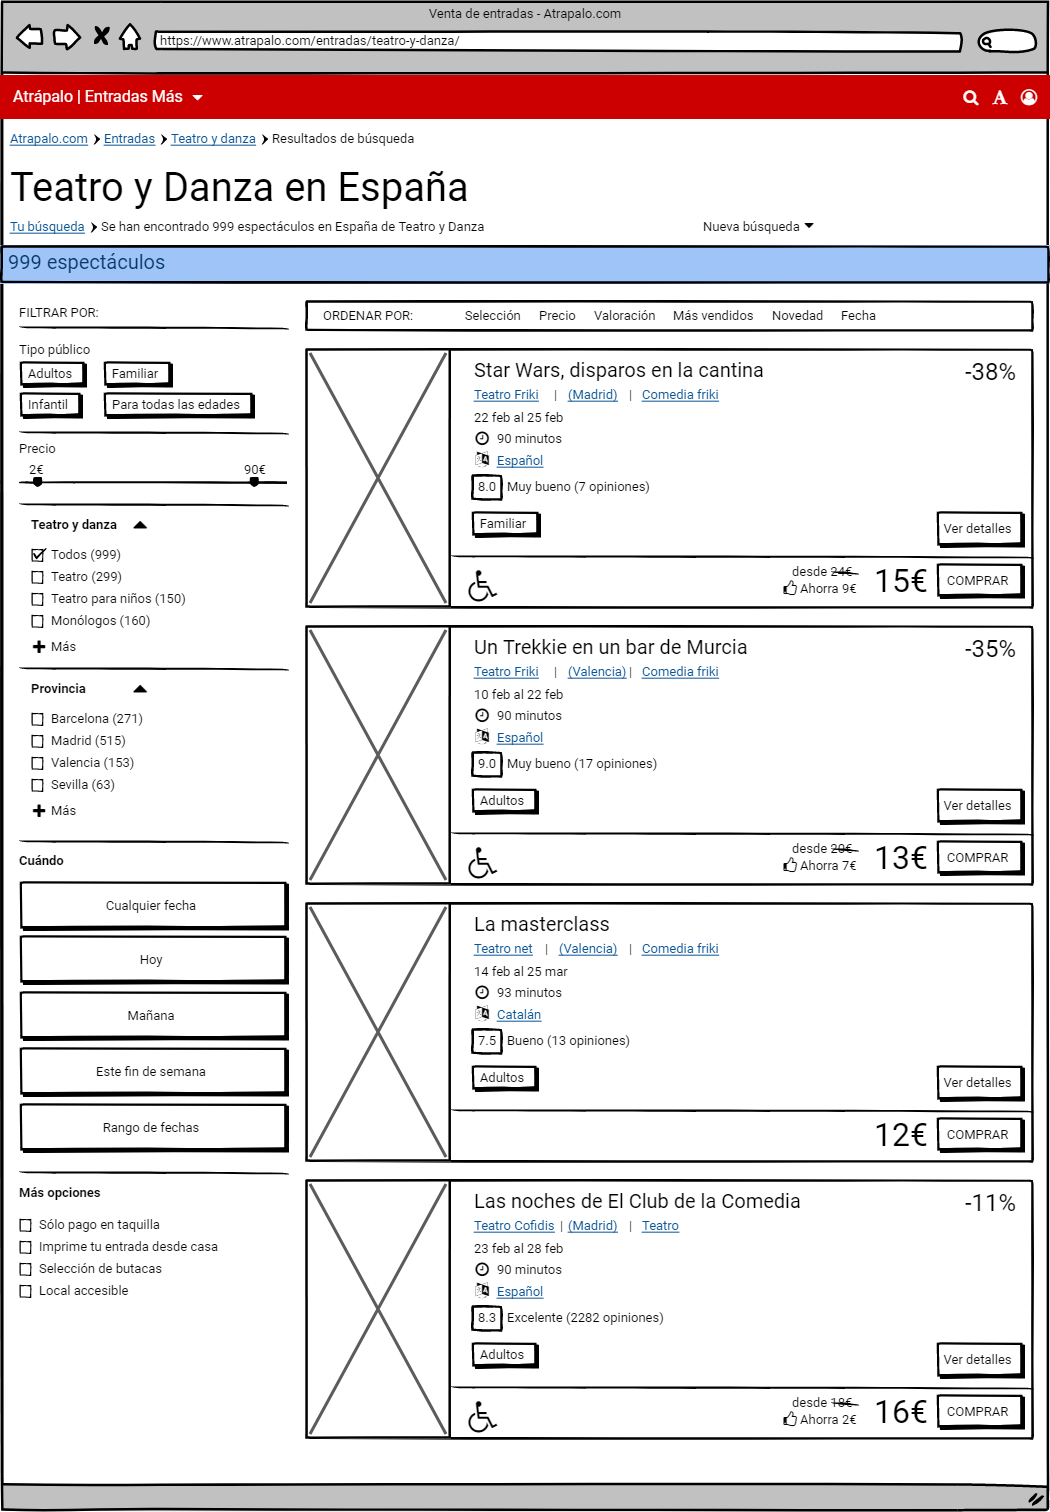 Venta de entradas - Atrapalo.com
https://www.atrapalo.com/entradas/teatro-y-danza/
Atrápalo | Entradas Más
Atrapalo.com Entradas Teatro y danza Resultados de búsqueda
Teatro y Danza en España
Tu búsqueda Se han encontrado 999 espectáculos en España de Teatro y Danza
Nueva búsqueda
999 espectáculos
FILTRAR POR:
Tipo público
Adultos Familiar
Infantil Para todas las edades
Precio
2€ 90€
Teatro y danza
Todos (999)
Teatro (299)
Teatro para niños (150)
Monólogos (160)
Más
Provincia
Barcelona (271)
Madrid (515)
Valencia (153)
Sevilla (63)
Más
Cuándo
Cualquier fecha
Hoy
Mañana
Este fin de semana
Rango de fechas
Más opciones
Sólo pago en taquilla
Imprime tu entrada desde casa
Selección de butacas
Local accesible
ORDENAR POR: Selección Precio Valoración Más vendidos Novedad Fecha
Star Wars, disparos en la cantina -38%
Teatro Friki | (Madrid) | Comedia friki
22 feb al 25 feb
90 minutos
Español
8.0 Muy bueno (7 opiniones)
Familiar
Ver detalles
desde 24€
Ahorra 9€
15€ COMPRAR
Un Trekkie en un bar de Murcia -35%
Teatro Friki | (Valencia) | Comedia friki
10 feb al 22 feb
90 minutos
Español
9.0 Muy bueno (17 opiniones)
Adultos
Ver detalles
desde 20€
Ahorra 7€
13€ COMPRAR
La masterclass
Teatro net | (Valencia) | Comedia friki
14 feb al 25 mar
93 minutos
Catalán
7.5 Bueno (13 opiniones)
Adultos
Ver detalles
12€ COMPRAR
Las noches de El Club de la Comedia -11%
Teatro Cofidis | (Madrid) | Teatro
23 feb al 28 feb
90 minutos
Español
8.3 Excelente (2282 opiniones)
Adultos
Ver detalles
desde 18€
Ahorra 2€
16€ COMPRAR